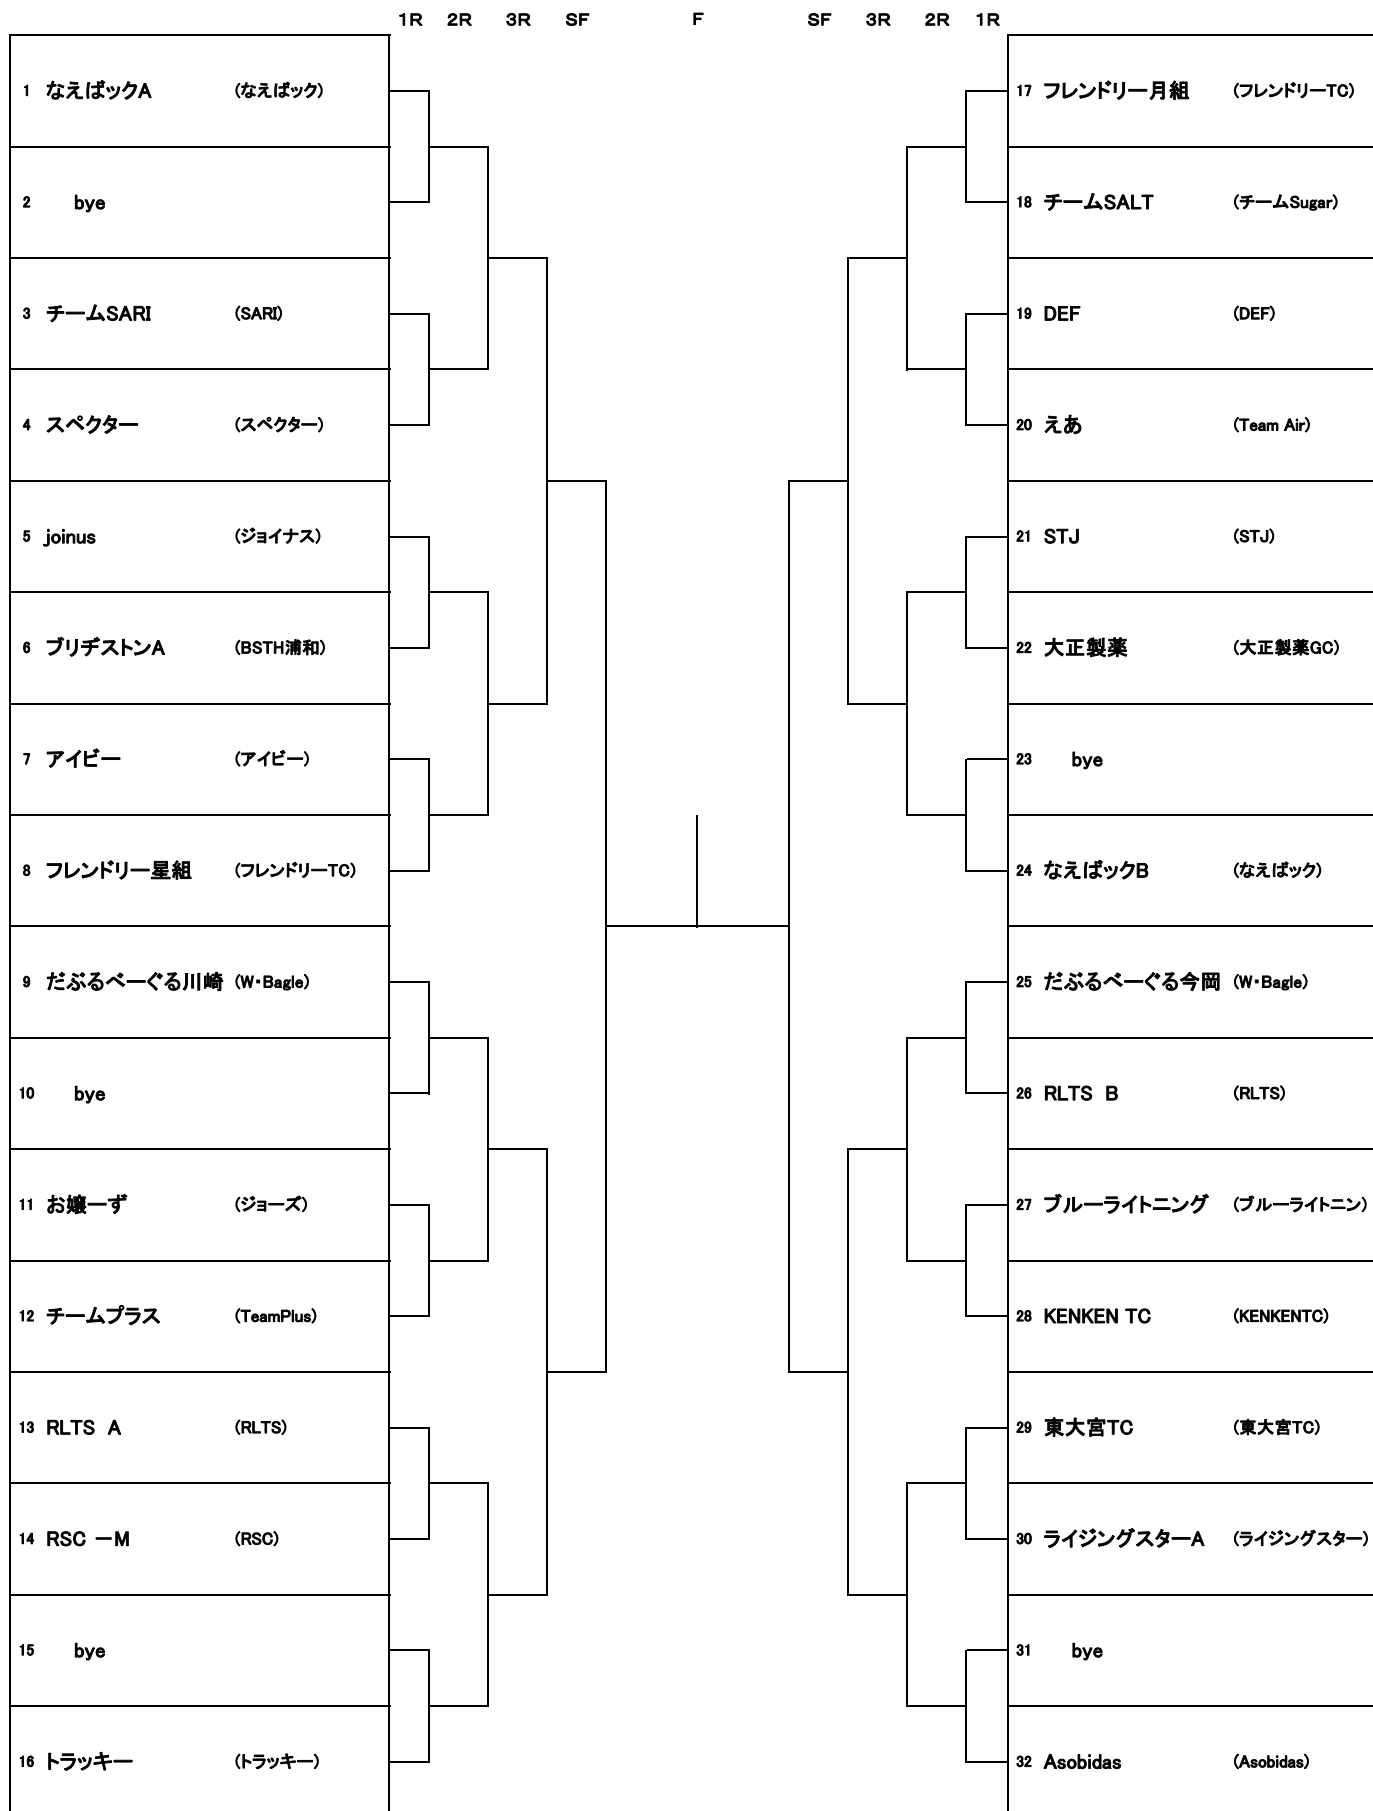 1R 2R 3R SF F SF 3R 2R 1R
1 なえばックA (なえばック)
2 bye
3 チームSARI (SARI)
4 スペクター (スペクター)
5 joinus (ジョイナス)
6 ブリヂストンA (BSTH浦和)
7 アイビー (アイビー)
8 フレンドリー星組 (フレンドリーTC)
9 だぶるべーぐる川崎 (W・Bagle)
10 bye
11 お嬢ーず (ジョーズ)
12 チームプラス (TeamPlus)
13 RLTS A (RLTS)
14 RSC ーM (RSC)
15 bye
16 トラッキー (トラッキー)
17 フレンドリー月組 (フレンドリーTC)
18 チームSALT (チームSugar)
19 DEF (DEF)
20 えあ (Team Air)
21 STJ (STJ)
22 大正製薬 (大正製薬GC)
23 bye
24 なえばックB (なえばック)
25 だぶるべーぐる今岡 (W・Bagle)
26 RLTS B (RLTS)
27 ブルーライトニング (ブルーライトニン)
28 KENKEN TC (KENKENTC)
29 東大宮TC (東大宮TC)
30 ライジングスターA (ライジングスター)
31 bye
32 Asobidas (Asobidas)